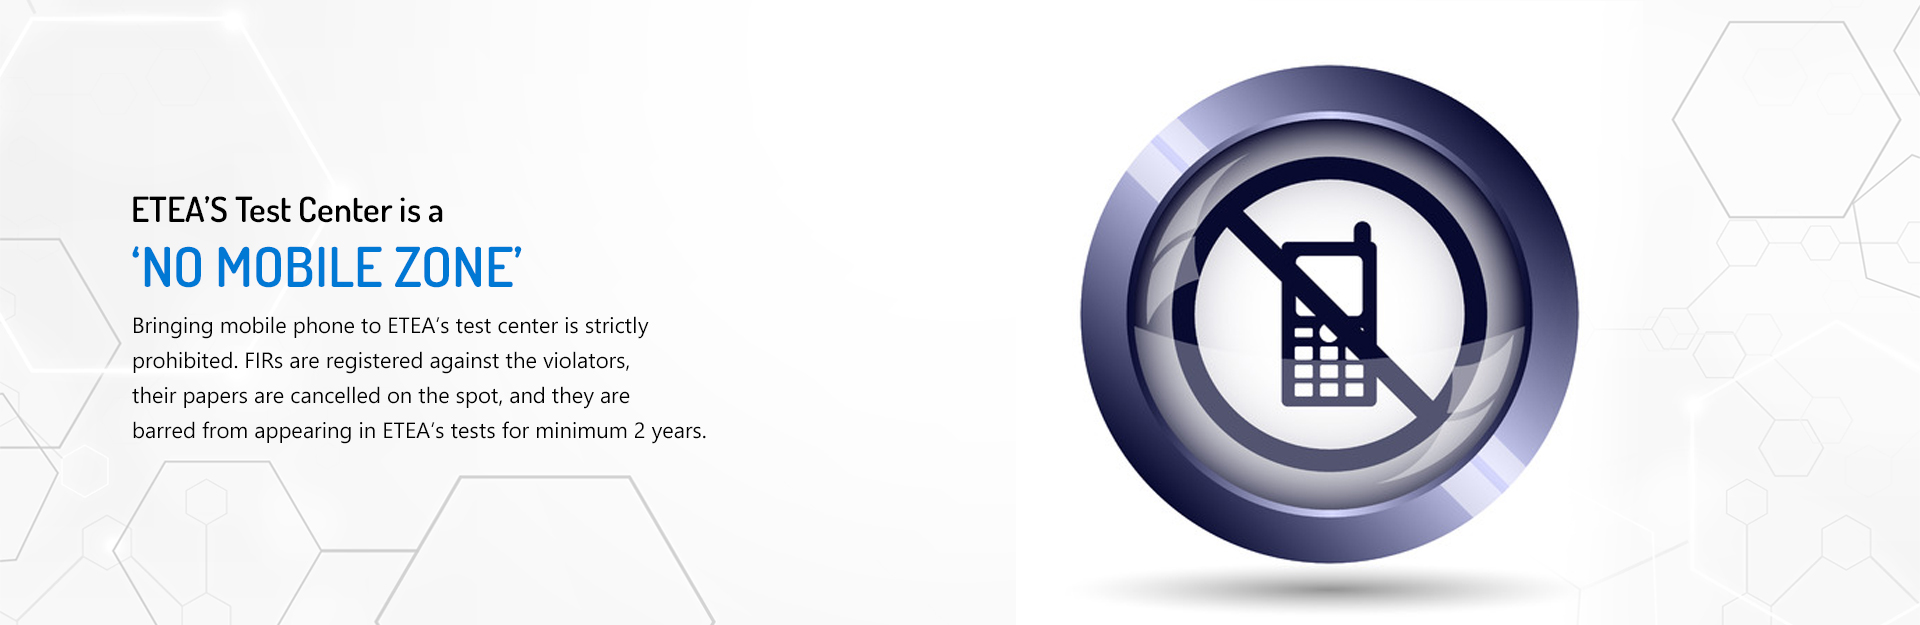 ETEA’S Test Center is a
‘NO MOBILE ZONE’
Bringing mobile phone to ETEA’s test center is strictly
prohibited. FIRs are registered against the violators,
their papers are cancelled on the spot, and they are
barred from appearing in ETEA’s tests for minimum 2 years.